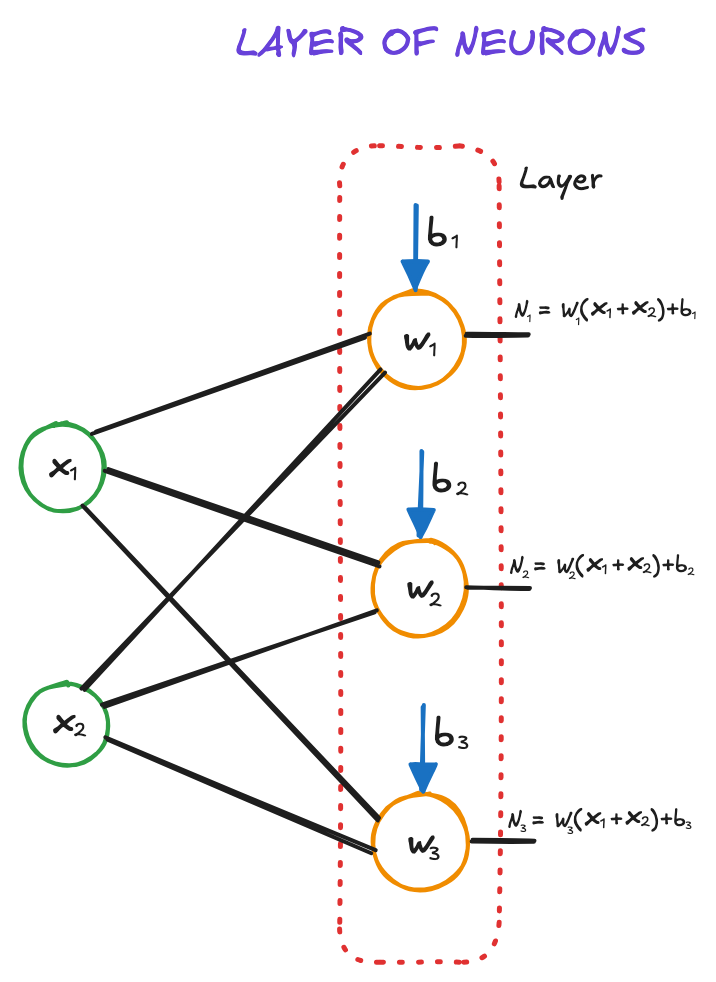 LAYER OF NEURONS
Layer
b₁
N₁ = W₁(x₁+x₂)+b₁
w₁
x₁
b₂
N₂ = W₂(x₁+x₂)+b₂
w₂
x₂
b₃
N₃ = W₃(x₁+x₂)+b₃
w₃